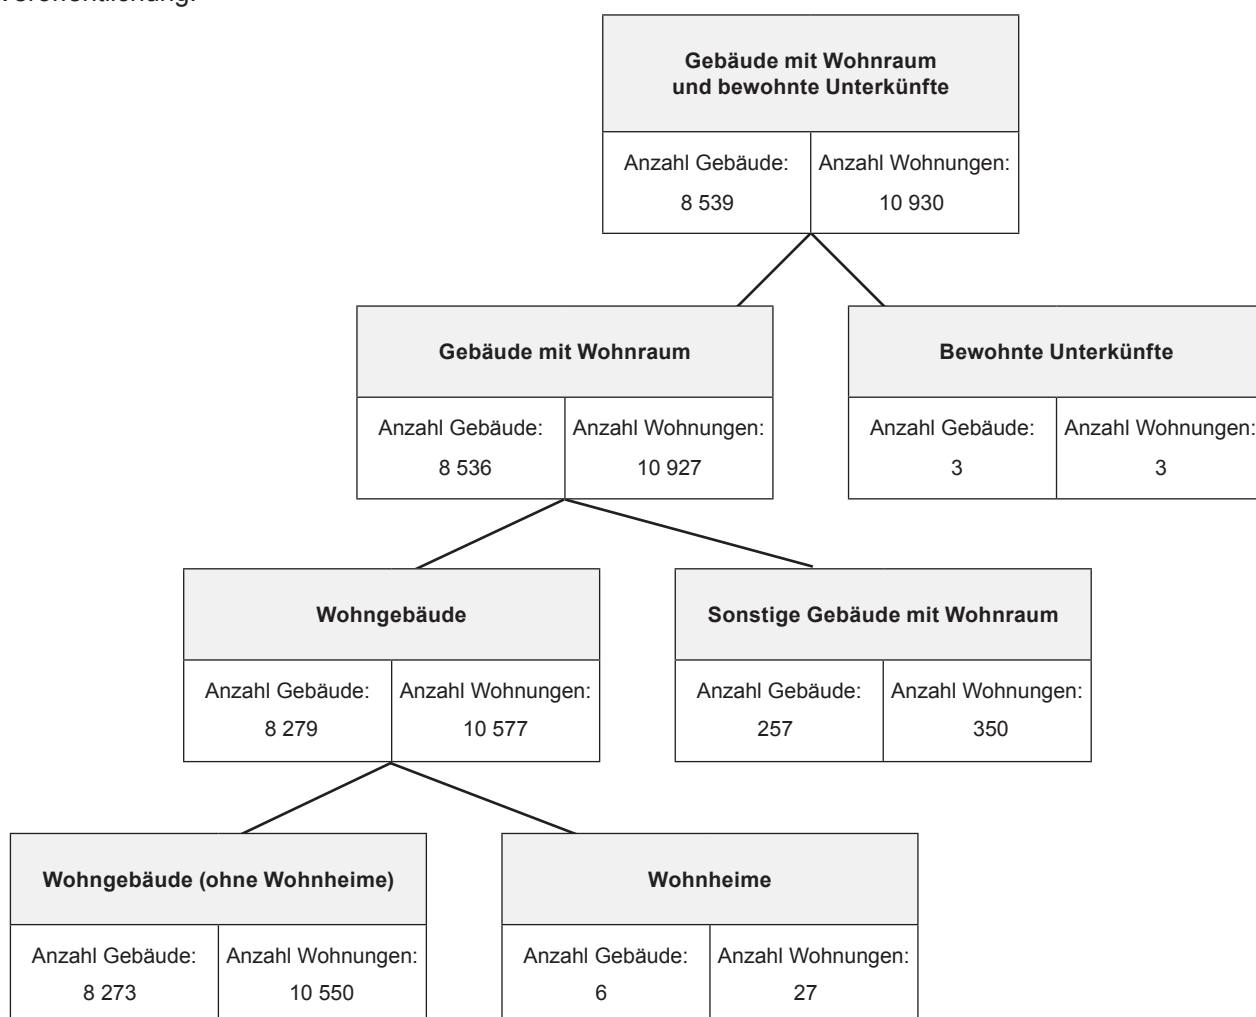 Veröffentlichung.
Gebäude mit Wohnraum
und bewohnte Unterkünfte
Anzahl Gebäude: Anzahl Wohnungen:
8 539 10 930
Gebäude mit Wohnraum Bewohnte Unterkünfte
Anzahl Gebäude: Anzahl Wohnungen: Anzahl Gebäude: Anzahl Wohnungen:
8 536 10 927 3 3
Wohngebäude Sonstige Gebäude mit Wohnraum
Anzahl Gebäude: Anzahl Wohnungen: Anzahl Gebäude: Anzahl Wohnungen:
8 279 10 577 257 350
Wohngebäude (ohne Wohnheime) Wohnheime
Anzahl Gebäude: Anzahl Wohnungen: Anzahl Gebäude: Anzahl Wohnungen:
8 273 10 550 6 27